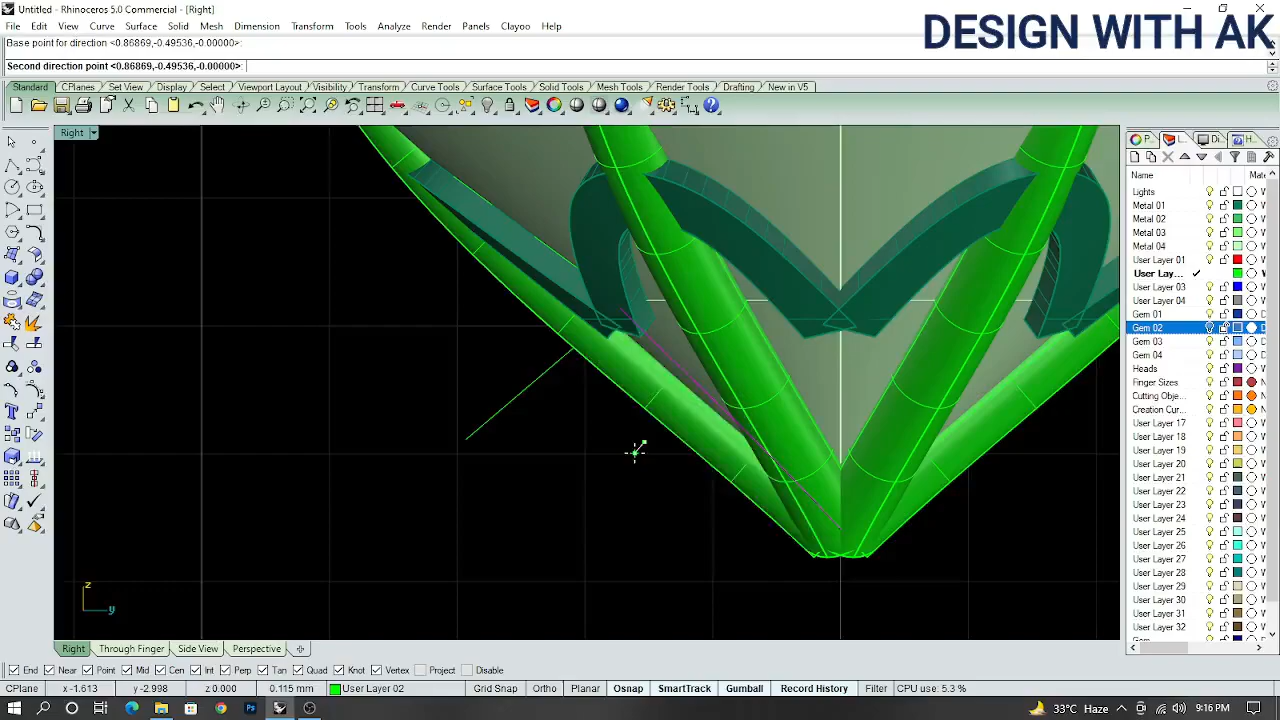 Untitled - Rhinoceros 5.0 Commercial - [Right]
DESIGN WITH AK
File Edit View Curve Surface Solid Mesh Dimension Transform Tools Analyze Render Panels Clayoo Help
Base point for direction <0.86869,-0.49536,-0.00000>:
Second direction point <0.86869,-0.49536,-0.00000>:
Standard CPlanes Set View Display Select Viewport Layout Visibility Transform Curve Tools Surface Tools Solid Tools Mesh Tools Render Tools Drafting New in V5
Right
P... L... Di... H...
Name Mate
Lights
Metal 01
Metal 02
Metal 03
Metal 04
User Layer 01
User Lay...
User Layer 03
User Layer 04
Gem 01
Gem 02
Gem 03
Gem 04
Heads
Finger Sizes
Cutting Obje...
Creation Cur...
User Layer 17
User Layer 18
User Layer 19
User Layer 20
User Layer 21
User Layer 22
User Layer 23
User Layer 24
User Layer 25
User Layer 26
User Layer 27
User Layer 28
User Layer 29
User Layer 30
User Layer 31
User Layer 32
z
y
Right Through Finger Side View Perspective
End Near Point Mid Cen Int Perp Tan Quad Knot Vertex Project Disable
CPlane x -1.613 y -2.998 z 0.000 0.115 mm User Layer 02 Grid Snap Ortho Planar Osnap SmartTrack Gumball Record History Filter CPU use: 5.3 %
33°C Haze 9:16 PM